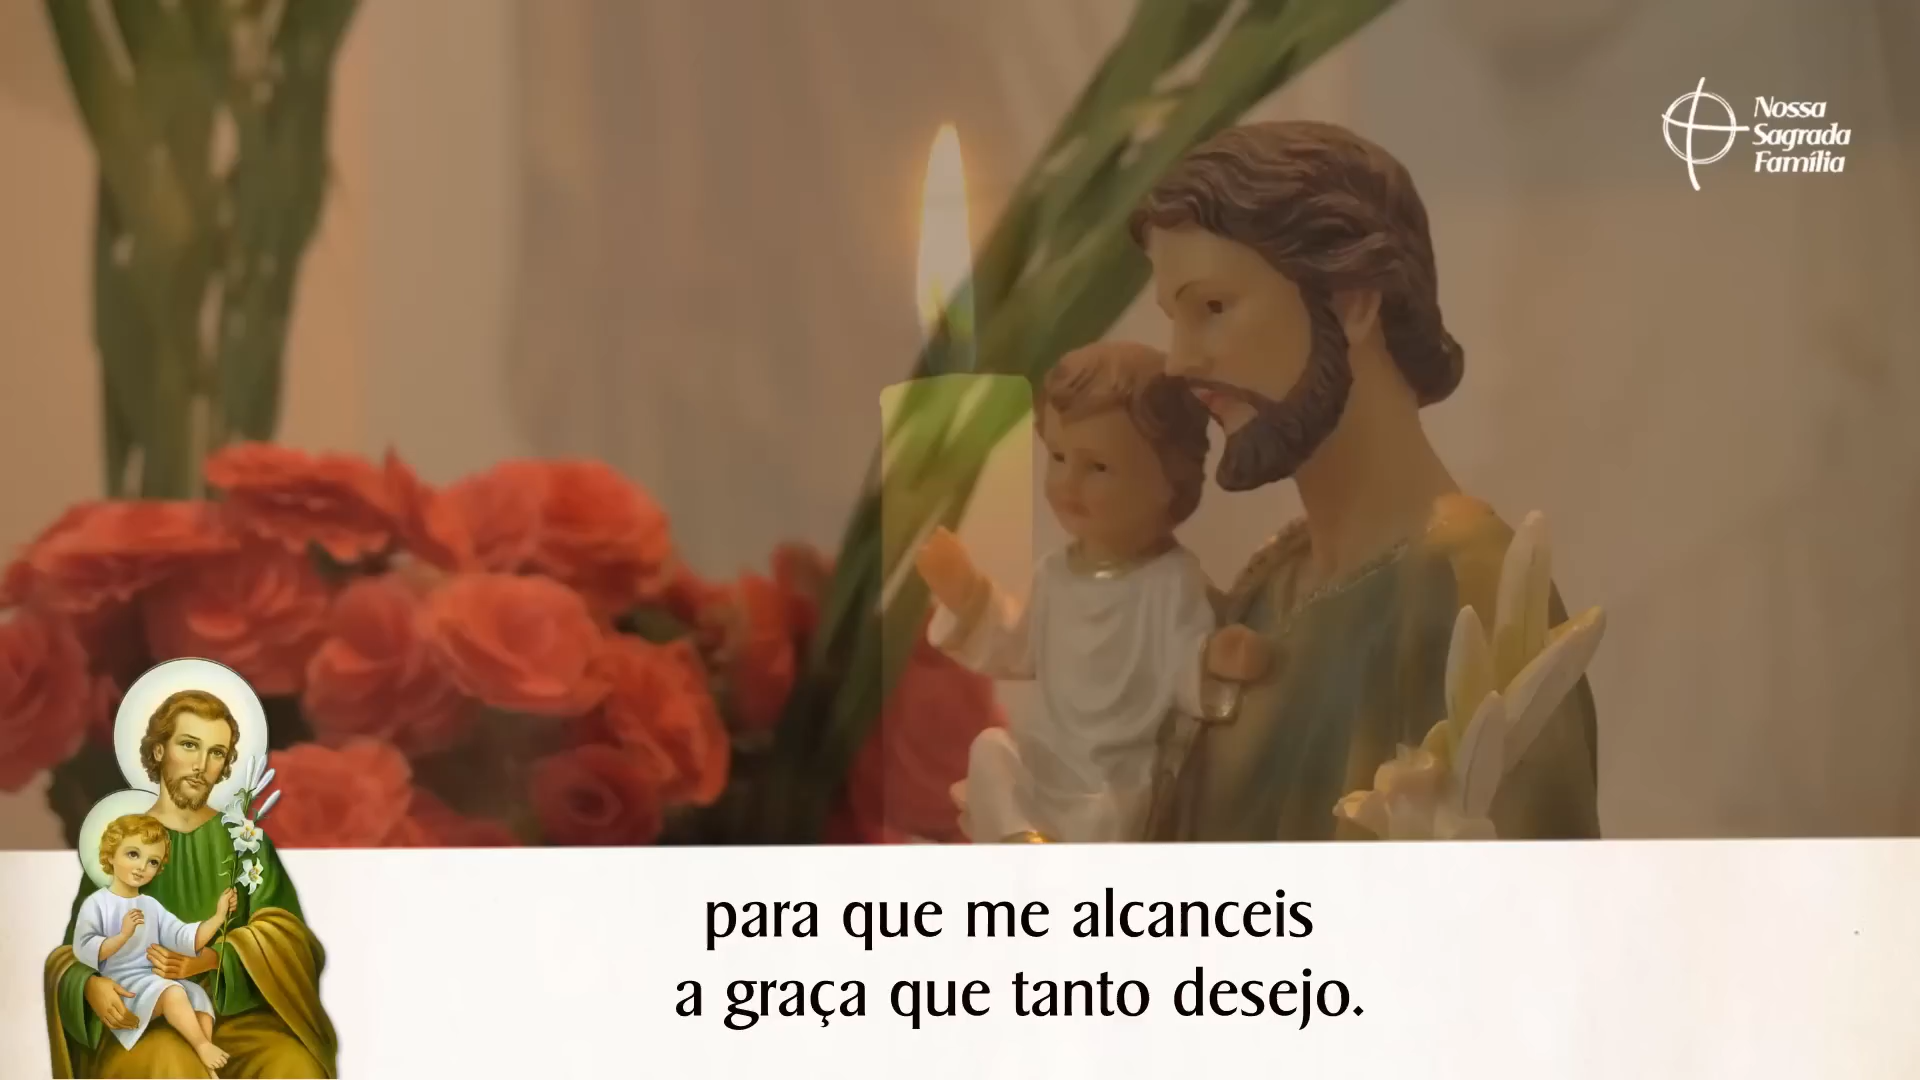 Nossa
Sagrada
Família
para que me alcanceis
a graça que tanto desejo.